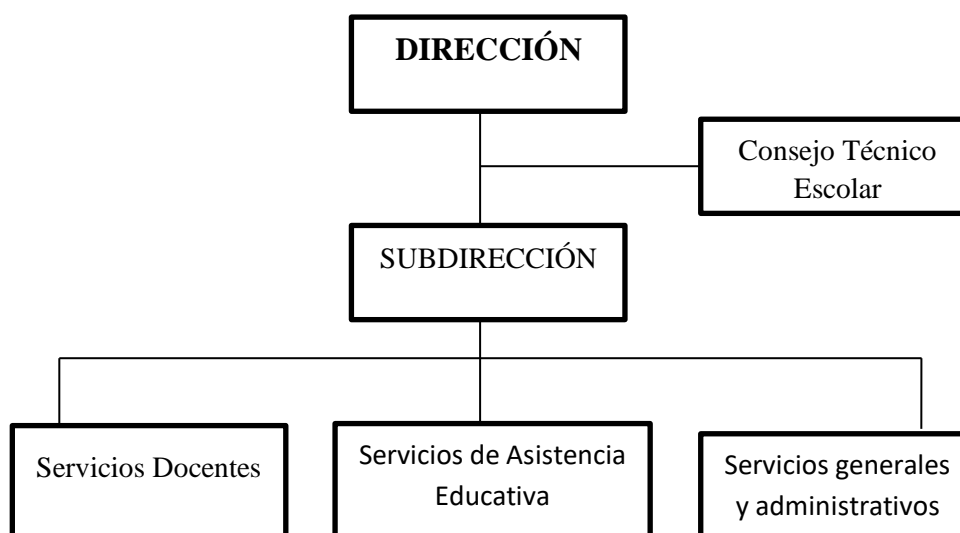 DIRECCIÓN
Consejo Técnico
Escolar
SUBDIRECCIÓN
Servicios Docentes
Servicios de Asistencia
Educativa
Servicios generales
y administrativos